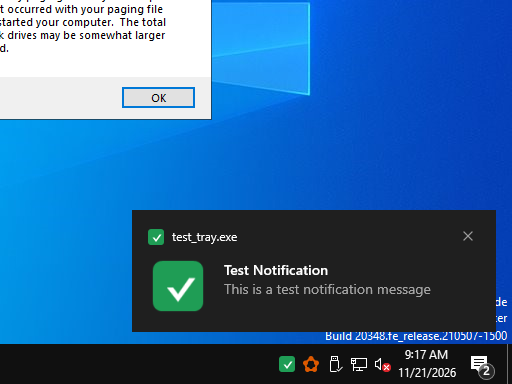 t occurred with your paging file
started your computer. The total
k drives may be somewhat larger
d.
OK
test_tray.exe
Test Notification
This is a test notification message
de
ter
Build 20348.fe_release.210507-1500
9:17 AM
11/21/2026
2